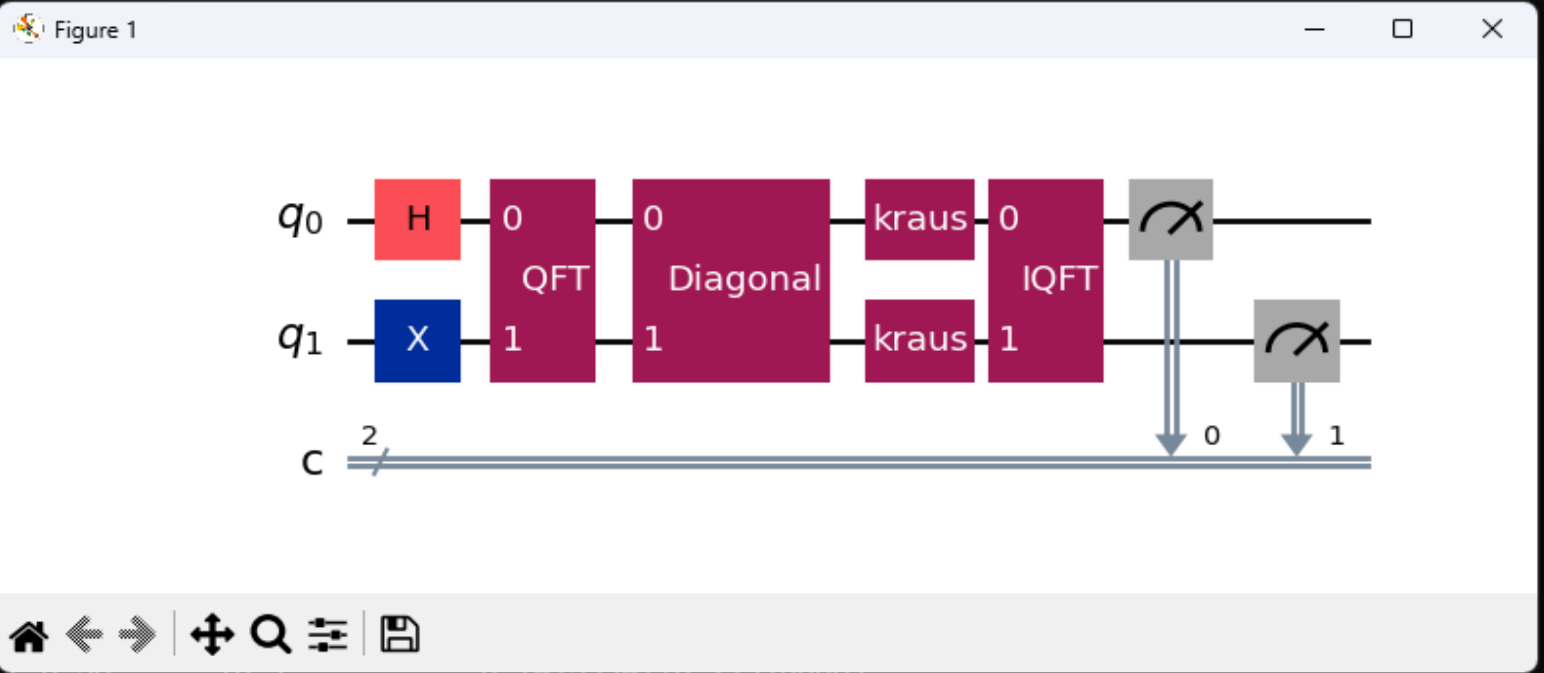 Figure 1
q0 H 0 0 kraus 0
QFT Diagonal IQFT
q1 X 1 1 kraus 1
2 0 1
c